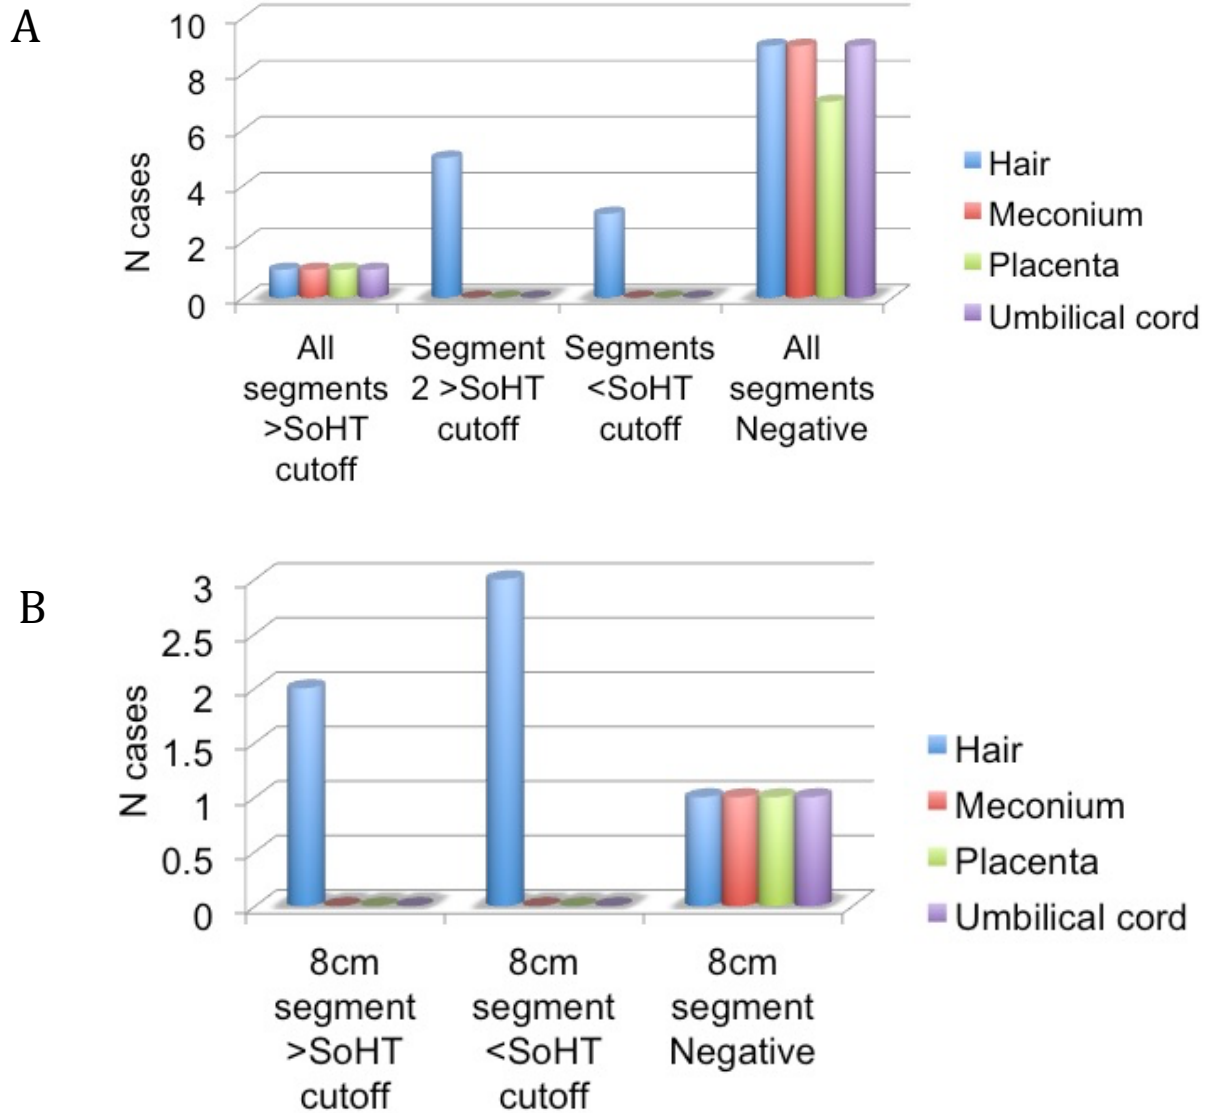 A
10
8
6
4
2
0
N cases
All
segments
>SoHT
cutoff
Segment
2 >SoHT
cutoff
Segments
<SoHT
cutoff
All
segments
Negative
Hair
Meconium
Placenta
Umbilical cord
B
3
2.5
2
1.5
1
0.5
0
N cases
8cm
segment
>SoHT
cutoff
8cm
segment
<SoHT
cutoff
8cm
segment
Negative
Hair
Meconium
Placenta
Umbilical cord